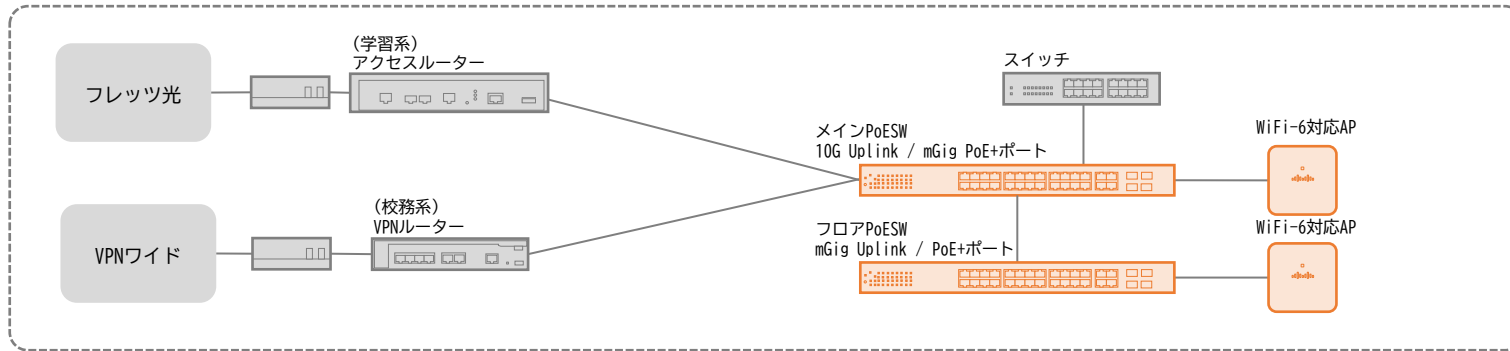 (学習系)
アクセスルーター
フレッツ光
スイッチ
メインPoESW
10G Uplink / mGig PoE+ポート
WiFi-6対応AP
(校務系)
VPNルーター
VPNワイド
フロアPoESW
mGig Uplink / PoE+ポート
WiFi-6対応AP